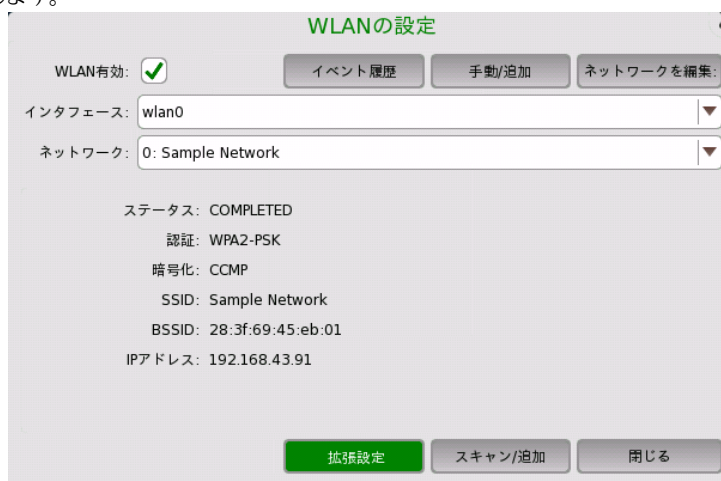 ります。
WLANの設定
WLAN有効:
イベント履歴
手動/追加
ネットワークを編集:
インタフェース: wlan0
ネットワーク: 0: Sample Network
ステータス: COMPLETED
認証: WPA2-PSK
暗号化: CCMP
SSID: Sample Network
BSSID: 28:3f:69:45:eb:01
IPアドレス: 192.168.43.91
拡張設定
スキャン/追加
閉じる